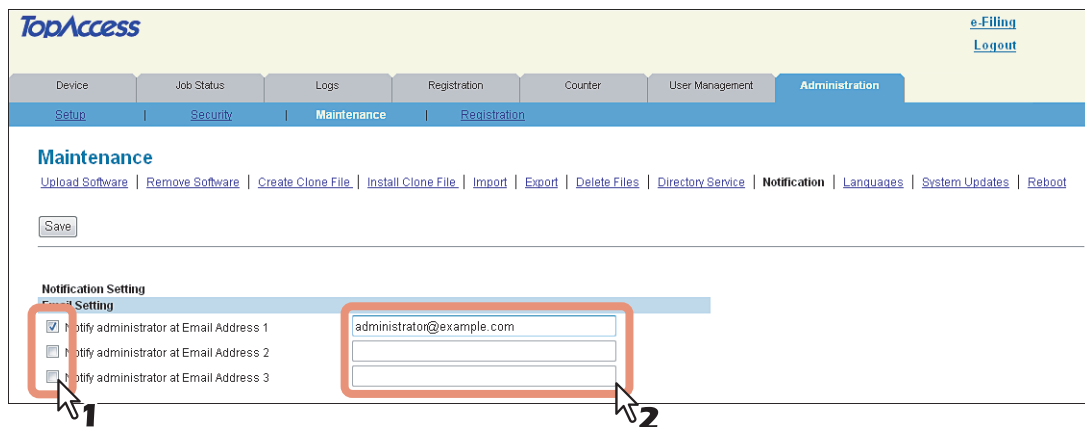 TopAccess
e-Filing
Logout
Device Job Status Logs Registration Counter User Management Administration
Setup | Security | Maintenance | Registration
Maintenance
Upload Software | Remove Software | Create Clone File | Install Clone File | Import | Export | Delete Files | Directory Service | Notification | Languages | System Updates | Reboot
Save
Notification Setting
Email Setting
Notify administrator at Email Address 1 administrator@example.com
Notify administrator at Email Address 2
Notify administrator at Email Address 3
1 2